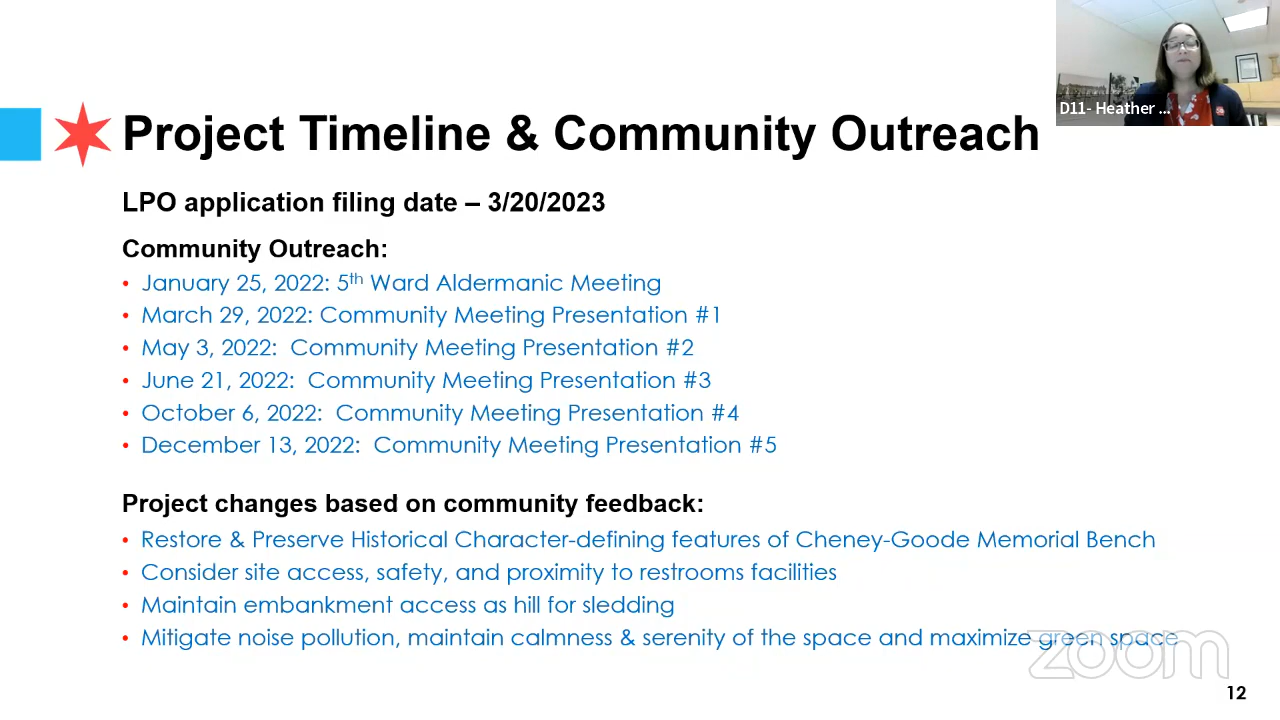 D11- Heather ...
Project Timeline & Community Outreach
LPO application filing date – 3/20/2023
Community Outreach:
• January 25, 2022: 5th Ward Aldermanic Meeting
• March 29, 2022: Community Meeting Presentation #1
• May 3, 2022:  Community Meeting Presentation #2
• June 21, 2022:  Community Meeting Presentation #3
• October 6, 2022:  Community Meeting Presentation #4
• December 13, 2022:  Community Meeting Presentation #5
Project changes based on community feedback:
• Restore & Preserve Historical Character-defining features of Cheney-Goode Memorial Bench
• Consider site access, safety, and proximity to restrooms facilities
• Maintain embankment access as hill for sledding
• Mitigate noise pollution, maintain calmness & serenity of the space and maximize green space
zoom
12